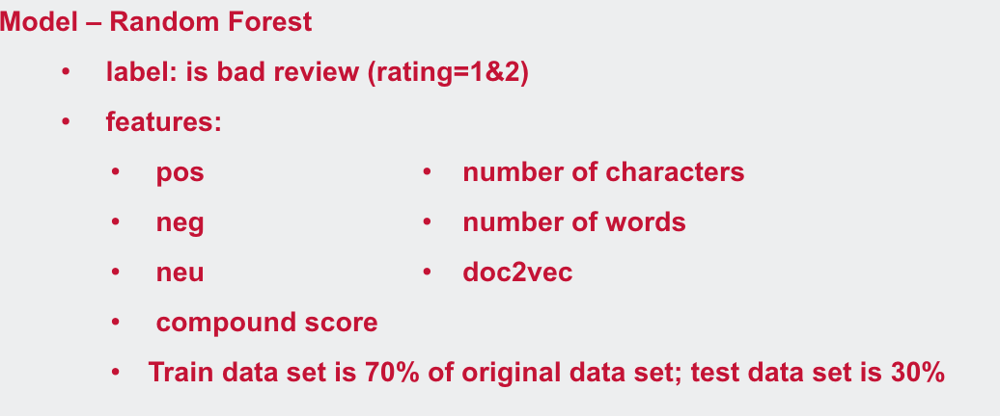 Model – Random Forest
• label: is bad review (rating=1&2)
• features:
• pos
• neg
• neu
• compound score
• number of characters
• number of words
• doc2vec
• Train data set is 70% of original data set; test data set is 30%